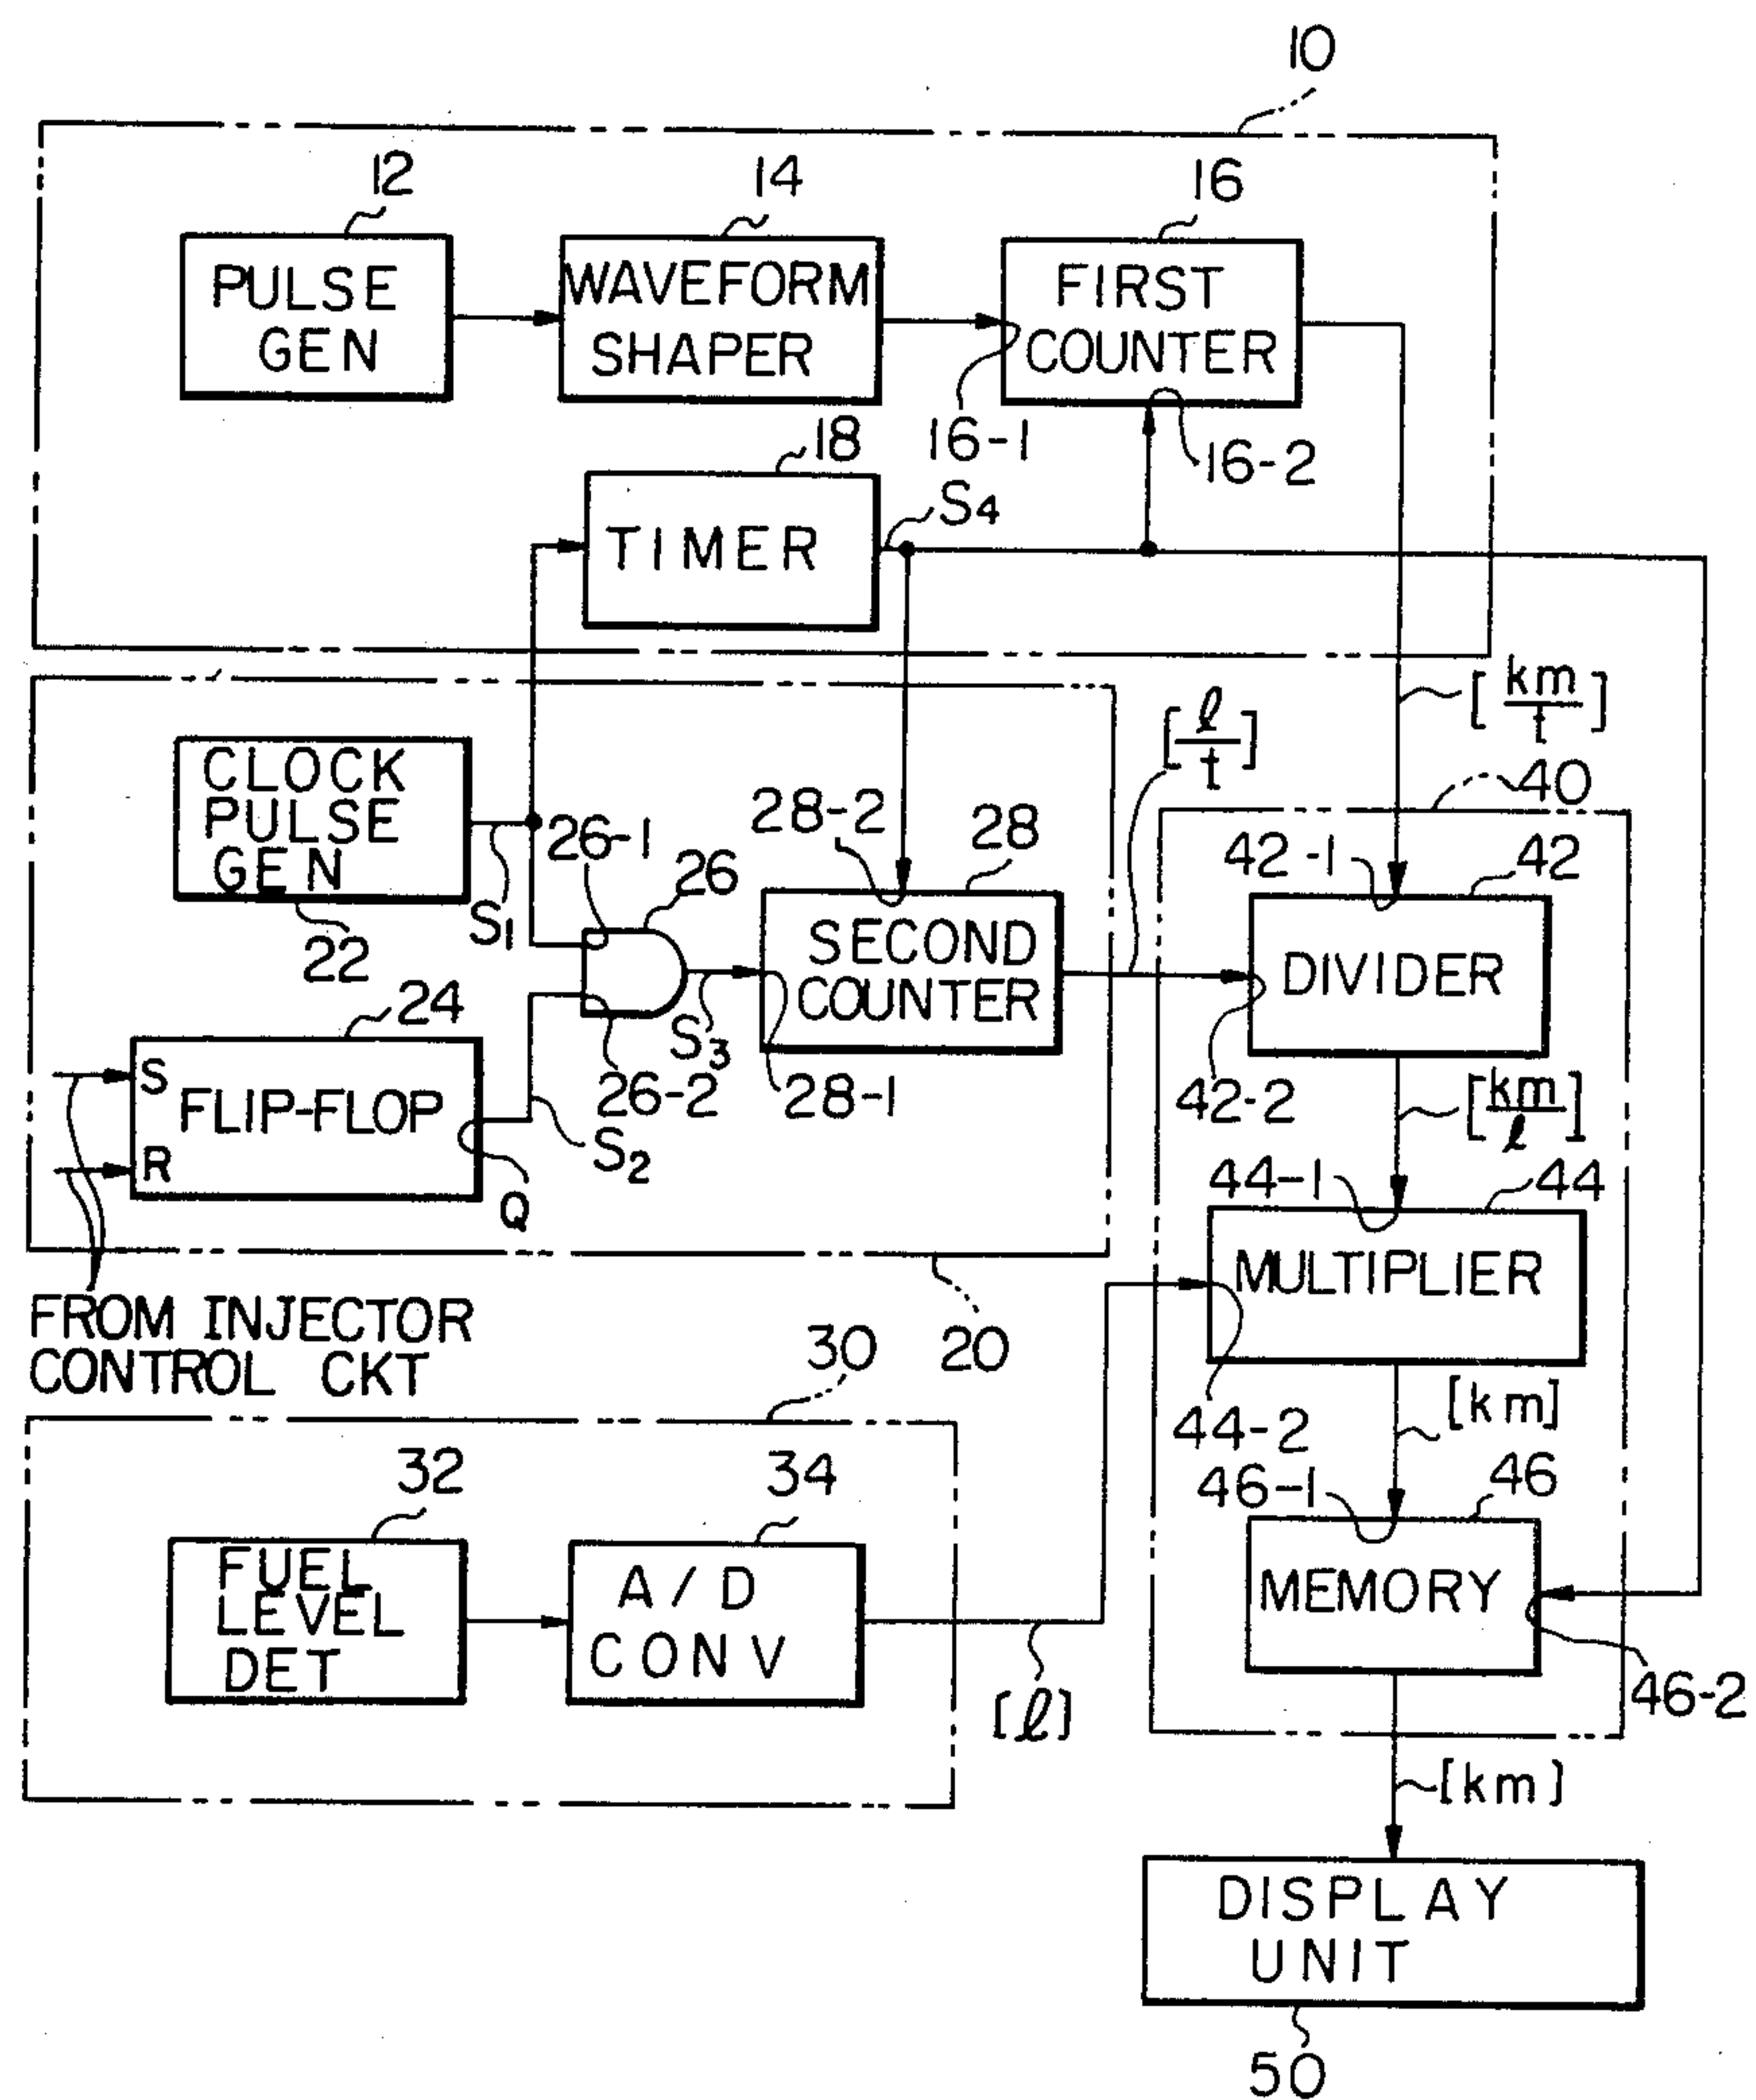 10
12
14
16
PULSE
GEN
WAVEFORM
SHAPER
FIRST
COUNTER
16-1
16-2
18
S4
TIMER
[km/t]
[ℓ/t]
40
CLOCK
PULSE
GEN
S1
22
26-1
26
28-2
28
42-1
42
SECOND
COUNTER
DIVIDER
24
S3
26-2
28-1
42-2
[km/ℓ]
S
FLIP-FLOP
R
Q
S2
44-1
44
MULTIPLIER
FROM INJECTOR
CONTROL CKT
20
30
44-2
[km]
32
34
46-1
46
FUEL
LEVEL
DET
A/D
CONV
MEMORY
[ℓ]
46-2
[km]
DISPLAY
UNIT
50